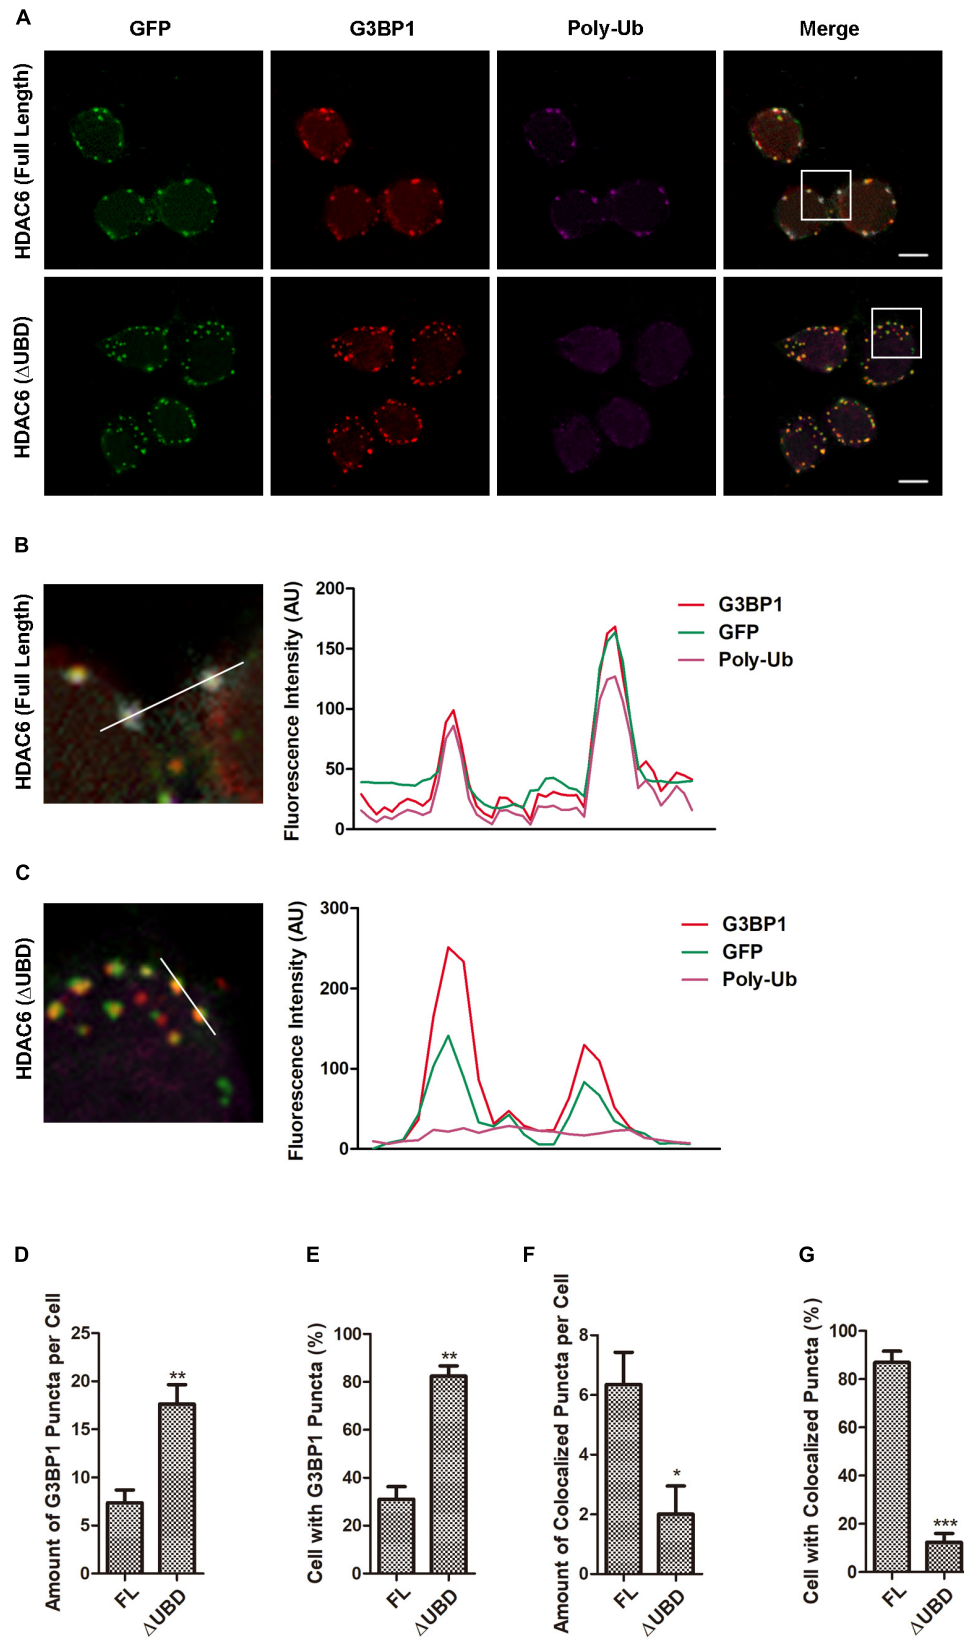 A
GFP
G3BP1
Poly-Ub
Merge
HDAC6 (Full Length)
HDAC6 (ΔUBD)
B
HDAC6 (Full Length)
Fluorescence Intensity (AU)
200
150
100
50
0
G3BP1
GFP
Poly-Ub
C
HDAC6 (ΔUBD)
Fluorescence Intensity (AU)
300
200
100
0
G3BP1
GFP
Poly-Ub
D
Amount of G3BP1 Puncta per Cell
25
20
15
10
5
0
**
FL
ΔUBD
E
Cell with G3BP1 Puncta (%)
100
80
60
40
20
0
**
FL
ΔUBD
F
Amount of Colocalized Puncta per Cell
8
6
4
2
0
*
FL
ΔUBD
G
Cell with Colocalized Puncta (%)
100
80
60
40
20
0
***
FL
ΔUBD